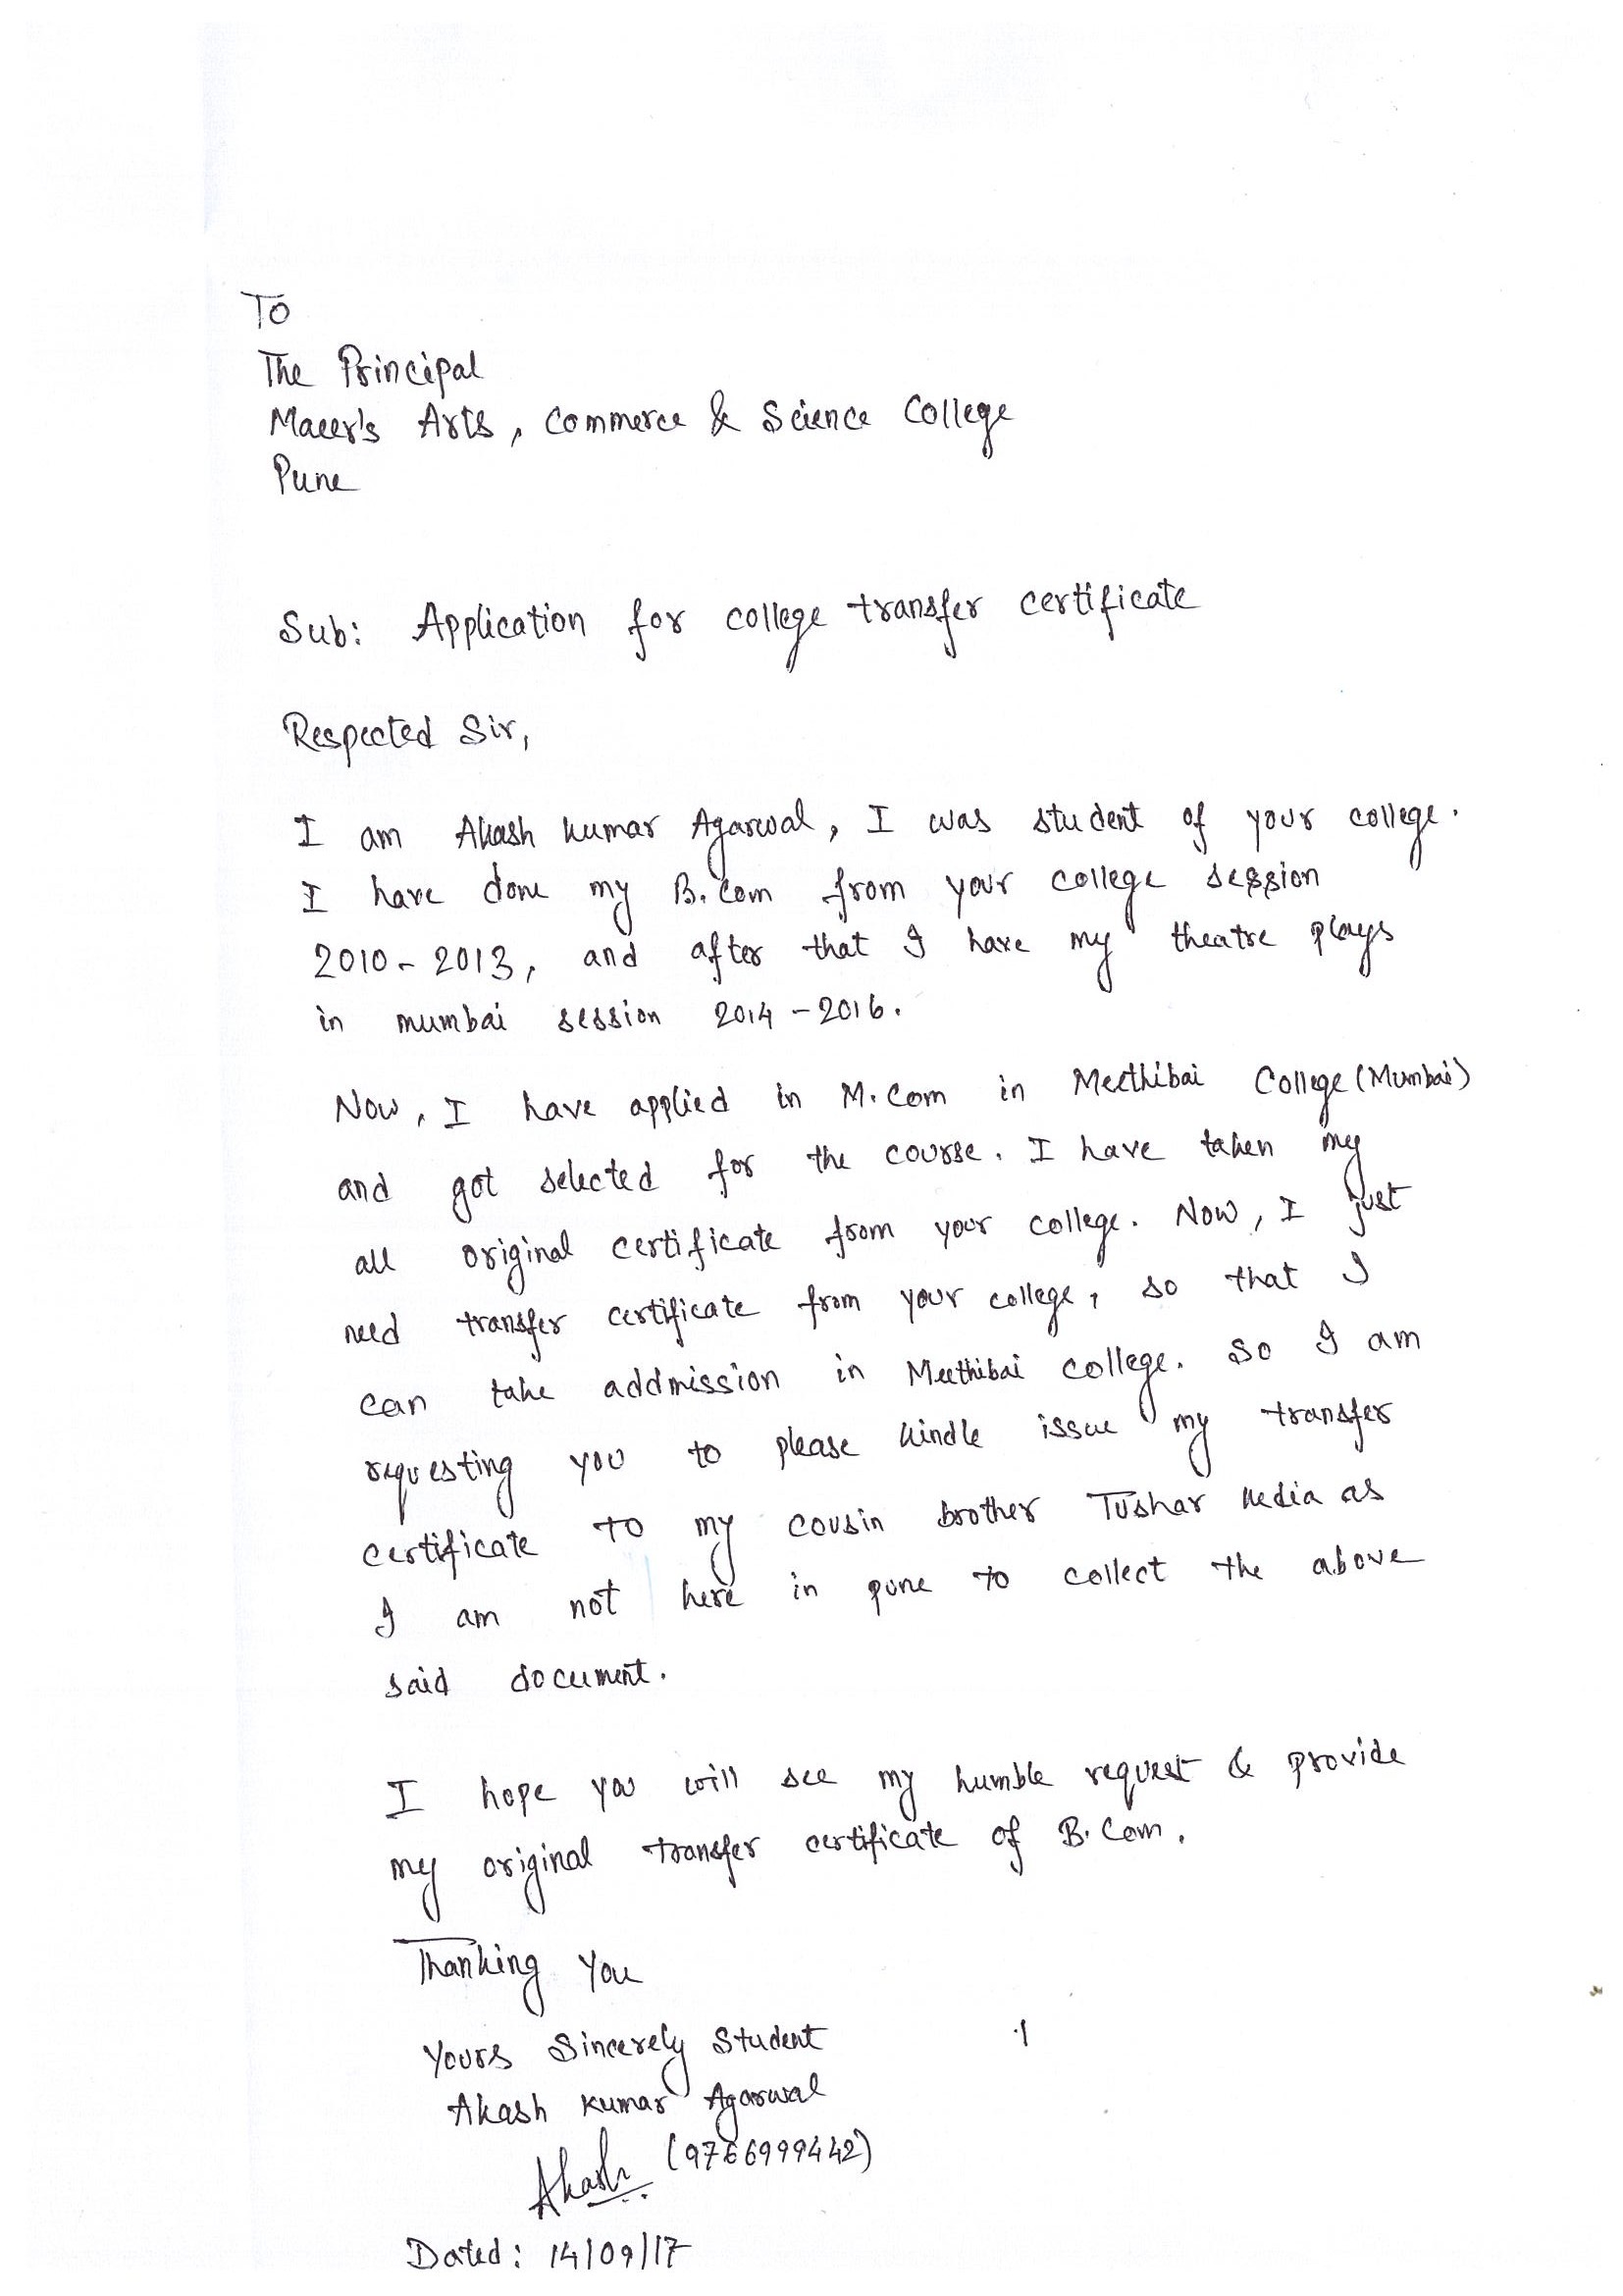 To
The Principal
Maeer's Arts, Commerce & Science College
Pune
Sub: Application for college transfer certificate
Respected Sir,
I am Akash kumar Agarwal, I was student of your college.
I have done my B.Com from your college session
2010-2013, and after that I have my theatre plays
in mumbai session 2014-2016.
Now, I have applied in M.Com in Meethibai College (Mumbai)
and got selected for the course. I have taken my
all original certificate from your college. Now, I just
need transfer certificate from your college, so that I
can take addmission in Meethibai college. So I am
requesting you to please kindle issue my transfer
certificate to my cousin brother Tushar Kedia as
I am not here in pune to collect the above
said document.
I hope you will see my humble request & provide
my original transfer certificate of B.Com.
Thanking You
Yours Sincerely Student
Akash Kumar Agarwal
Akash (9766999442)
Dated: 14/09/17